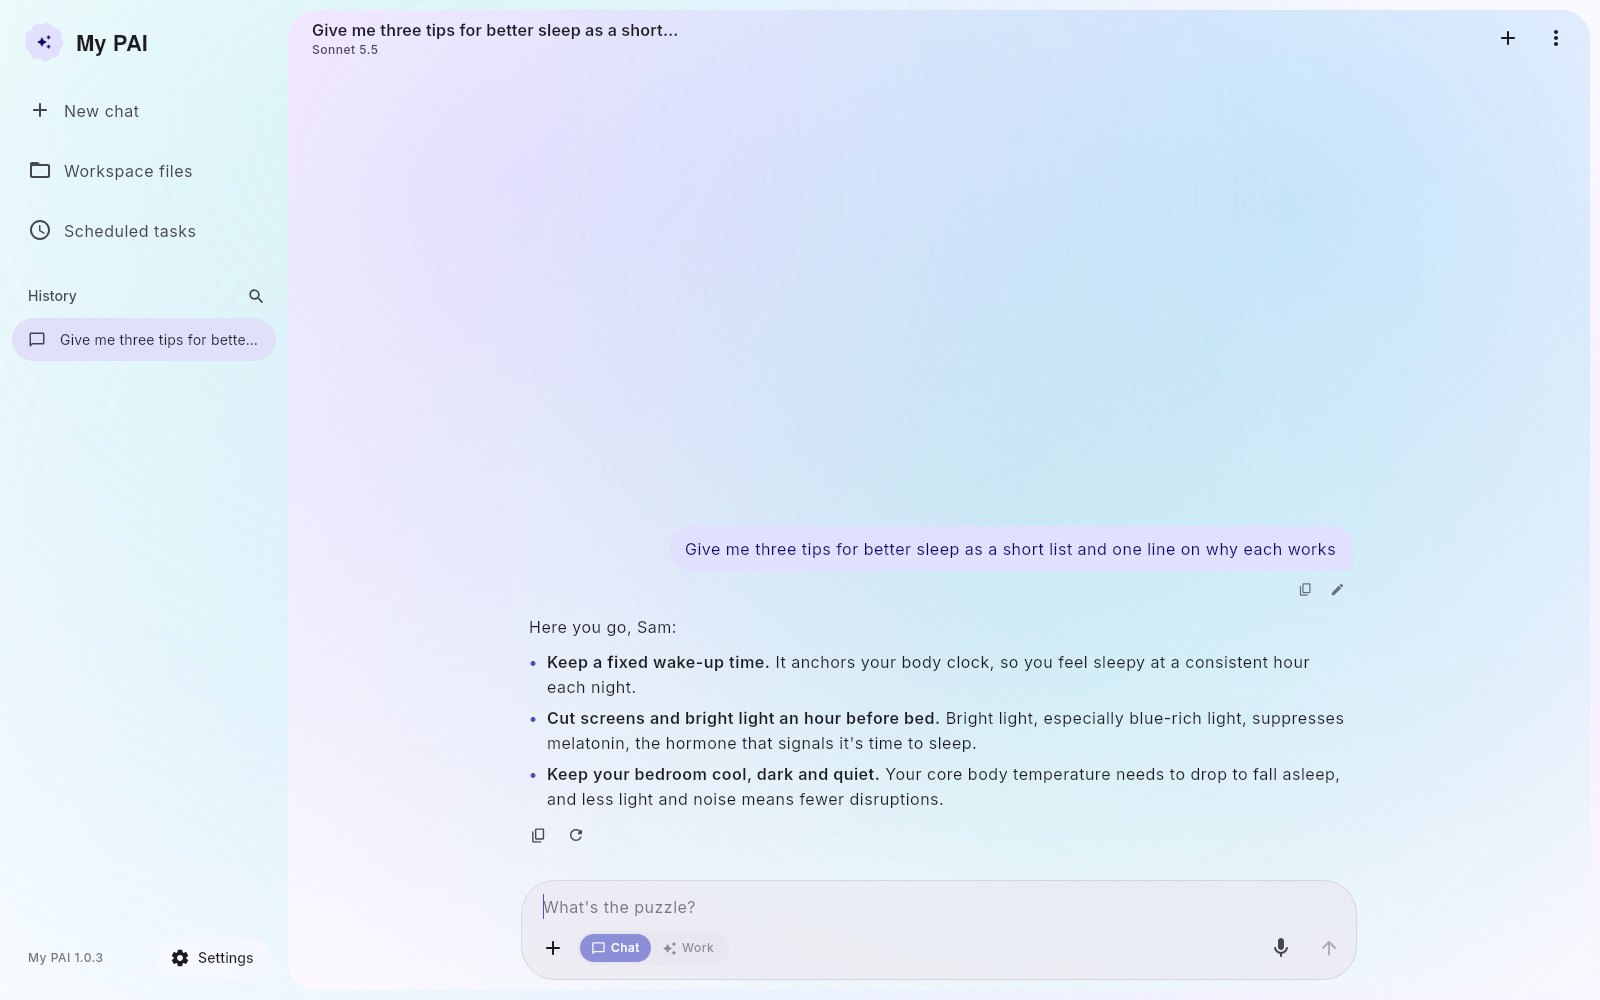 My PAI
New chat
Workspace files
Scheduled tasks
History
Give me three tips for bette...
My PAI 1.0.3
Settings
Give me three tips for better sleep as a short...
Sonnet 5.5
Give me three tips for better sleep as a short list and one line on why each works
Here you go, Sam:
• Keep a fixed wake-up time. It anchors your body clock, so you feel sleepy at a consistent hour
each night.
• Cut screens and bright light an hour before bed. Bright light, especially blue-rich light, suppresses
melatonin, the hormone that signals it's time to sleep.
• Keep your bedroom cool, dark and quiet. Your core body temperature needs to drop to fall asleep,
and less light and noise means fewer disruptions.
What's the puzzle?
Chat
Work